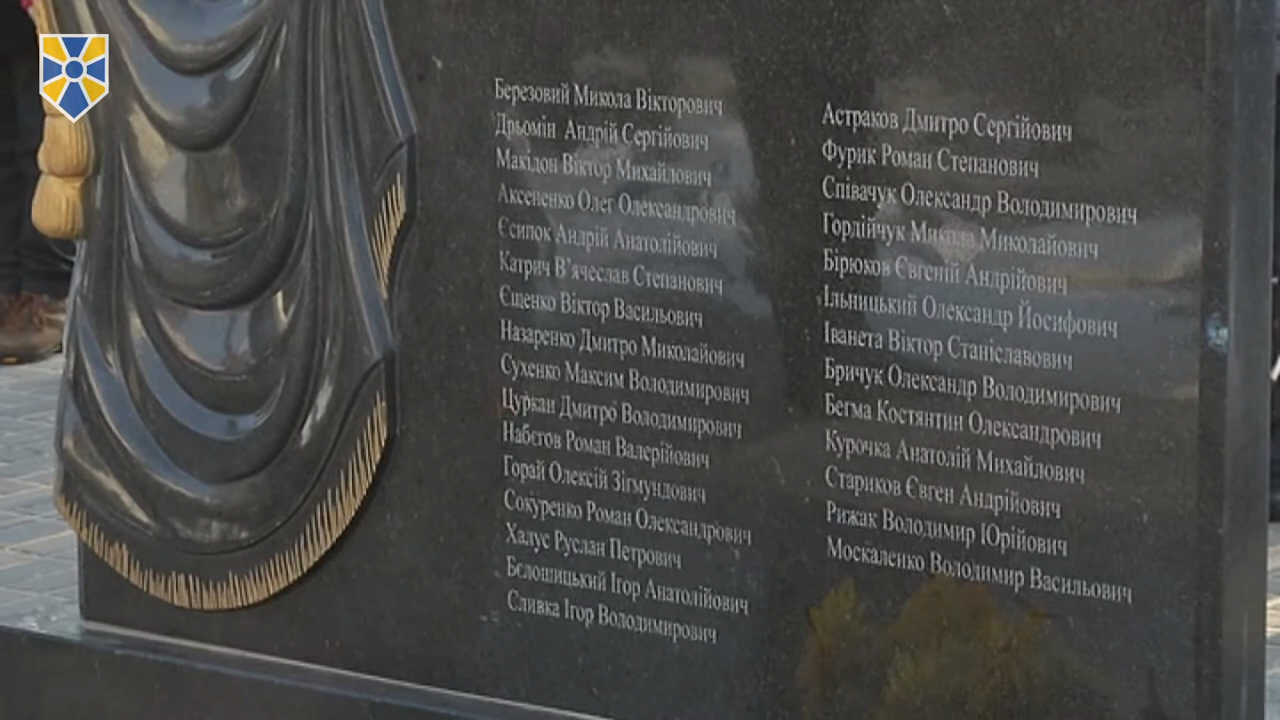 Березовий Микола Вікторович
Дрьомін Андрій Сергійович
Макідон Віктор Михайлович
Аксененко Олег Олександрович
Єсипок Андрій Анатолійович
Катрич В’ячеслав Степанович
Єщенко Віктор Васильович
Назаренко Дмитро Миколайович
Сухенко Максим Володимирович
Цуркан Дмитро Володимирович
Набєгов Роман Валерійович
Горай Олексій Зігмундович
Сокуренко Роман Олександрович
Халус Руслан Петрович
Бєлошицький Ігор Анатолійович
Сливка Ігор Володимирович
Астраков Дмитро Сергійович
Фурик Роман Степанович
Співачук Олександр Володимирович
Гордійчук Микола Миколайович
Бірюков Євгеній Андрійович
Ільницький Олександр Йосифович
Іванета Віктор Станіславович
Бричук Олександр Володимирович
Бегма Костянтин Олександрович
Курочка Анатолій Михайлович
Стариков Євген Андрійович
Рижак Володимир Юрійович
Москаленко Володимир Васильович